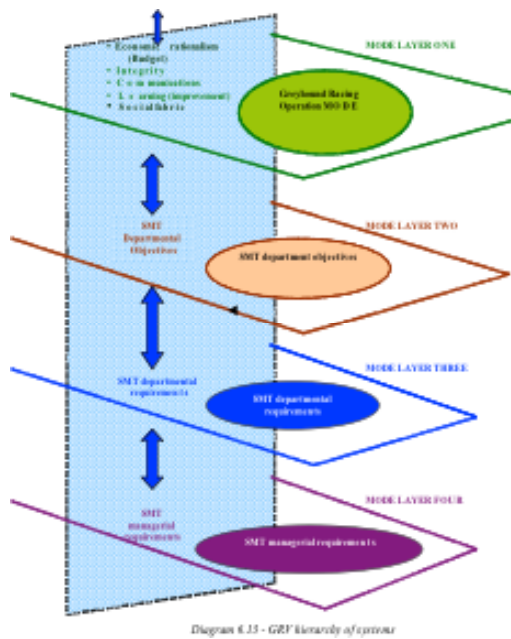 • Economic rationalism
(Budget)
• Integrity
• Communications
• Learning (improvement)
• Social fabric
MODE LAYER ONE
Greyhound Racing
Operation MODE
SMT
Departmental
Objectives
MODE LAYER TWO
SMT department objectives
SMT departmental
requirements
MODE LAYER THREE
SMT departmental
requirements
SMT
managerial
requirements
MODE LAYER FOUR
SMT managerial requirements
Diagram 6.15 - GRV hierarchy of systems